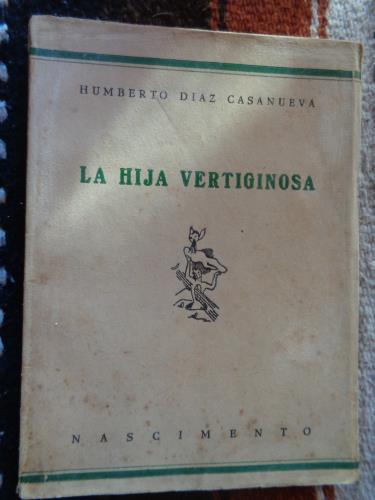 HUMBERTO DIAZ CASANUEVA
LA HIJA VERTIGINOSA
NASCIMENTO